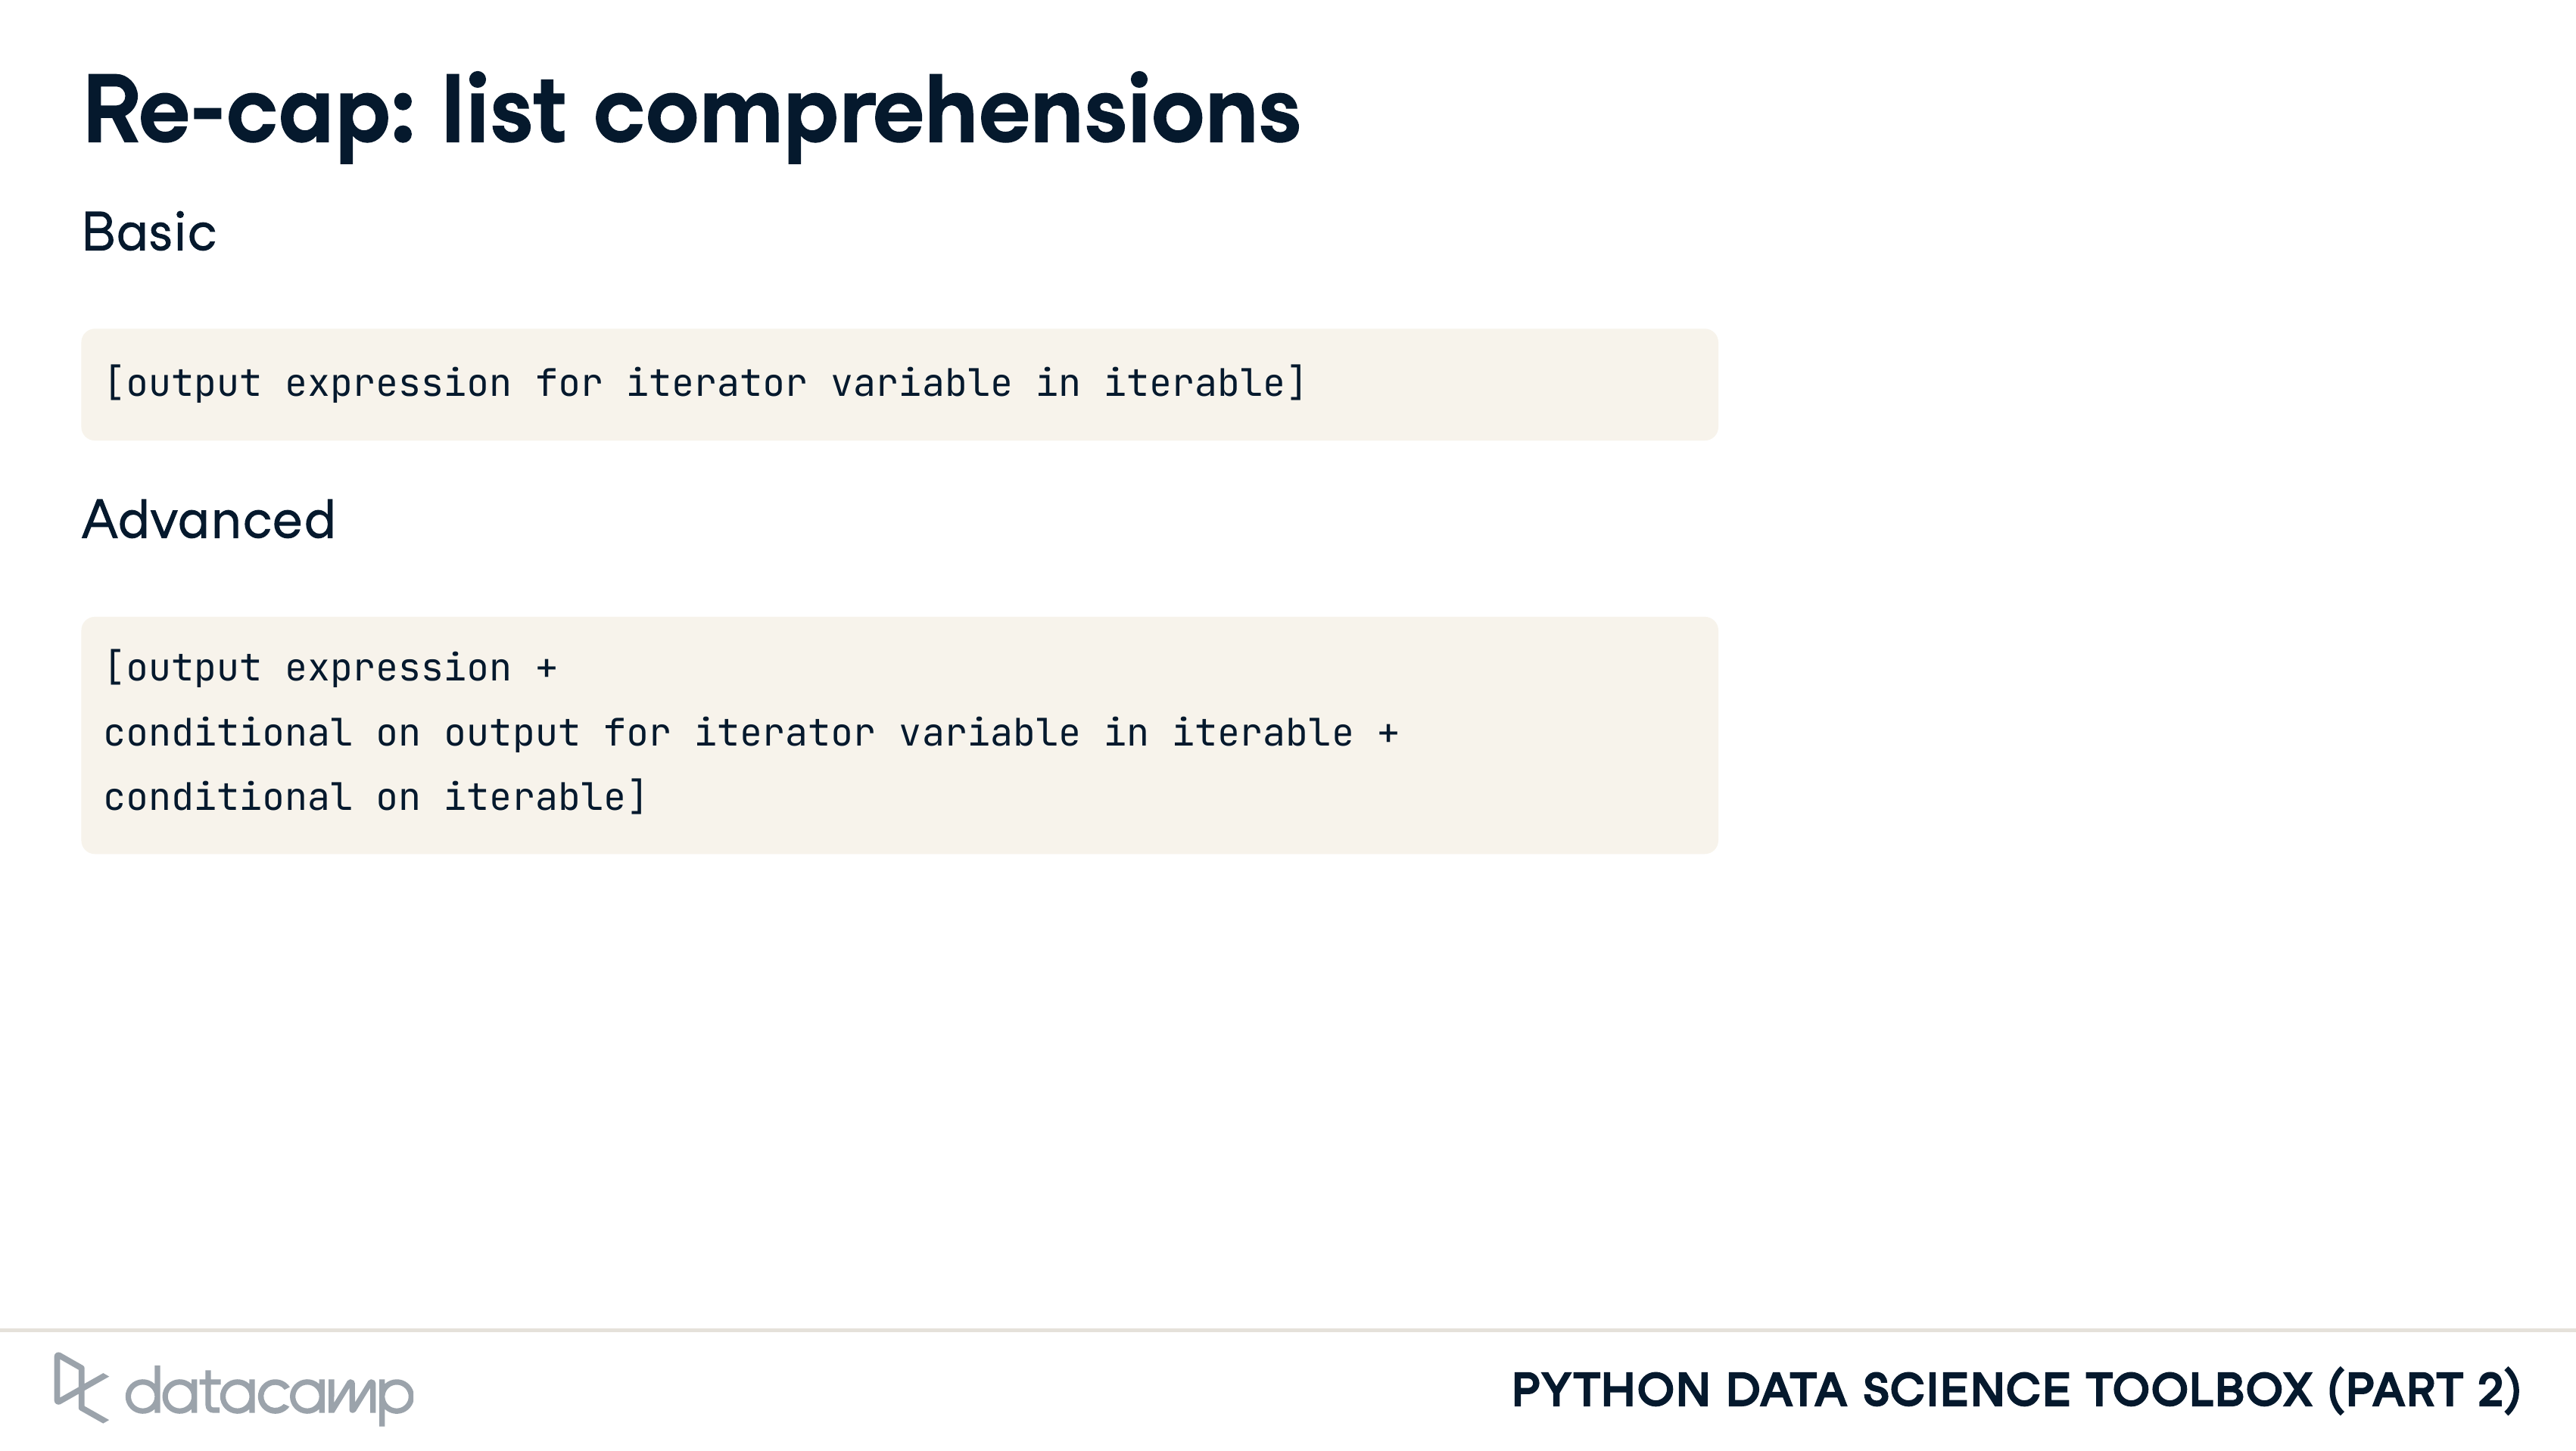 Re-cap: list comprehensions
Basic
[output expression for iterator variable in iterable]
Advanced
[output expression +
conditional on output for iterator variable in iterable +
conditional on iterable]
datacamp
PYTHON DATA SCIENCE TOOLBOX (PART 2)